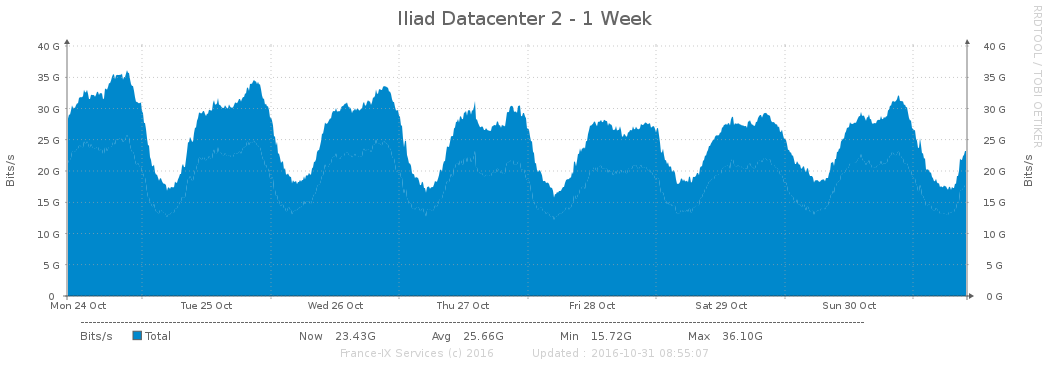 Iliad Datacenter 2 - 1 Week
RRDTOOL / TOBI OETIKER
40 G 40 G
35 G 35 G
30 G 30 G
25 G 25 G
20 G 20 G
15 G 15 G
10 G 10 G
5 G 5 G
0 0 G
Bits/s
Bits/s
Mon 24 Oct Tue 25 Oct Wed 26 Oct Thu 27 Oct Fri 28 Oct Sat 29 Oct Sun 30 Oct
Bits/s Total Now 23.43G Avg 25.66G Min 15.72G Max 36.10G
France-IX Services (c) 2016 Updated : 2016-10-31 08:55:07